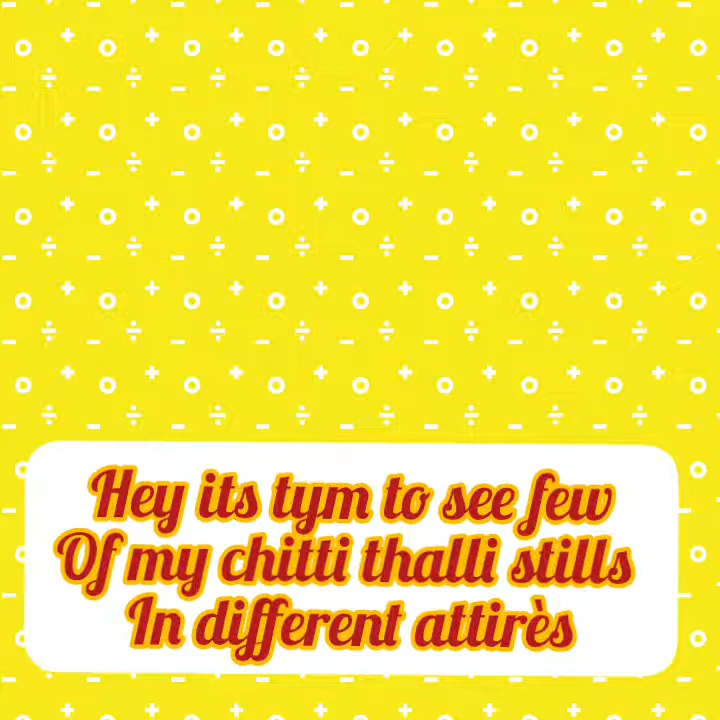 Hey its tym to see few
Of my chitti thalli stills
In different attirès